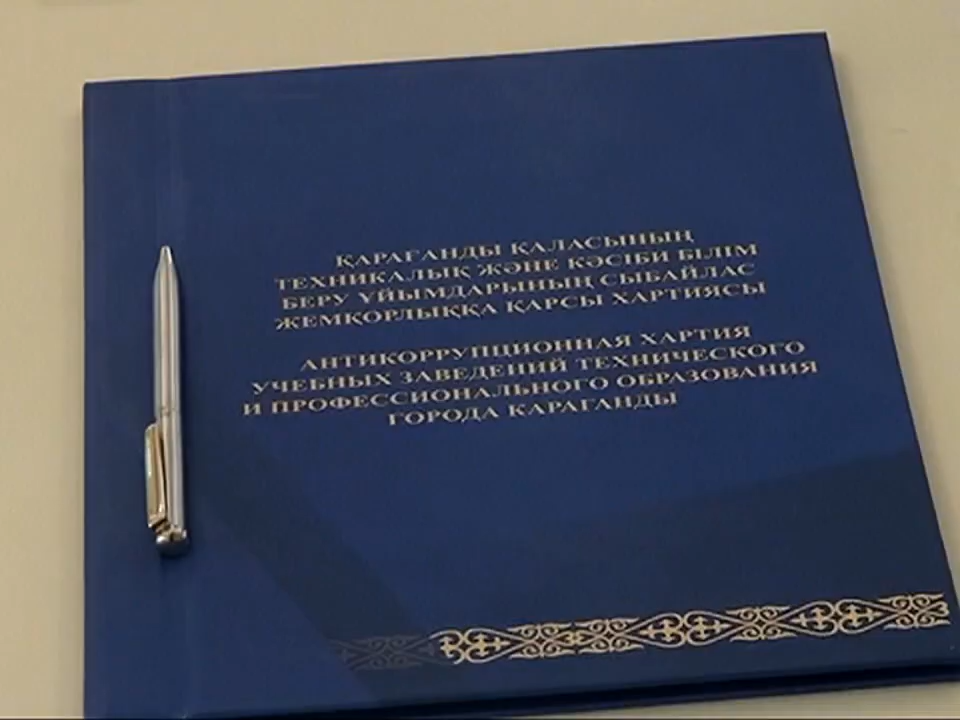 ҚАРАГАНДЫ ҚАЛАСЫНЫҢ
ТЕХНИКАЛЫҚ ЖӘНЕ КӘСІБИ БІЛІМ
БЕРУ ҰЙЫМДАРЫНЫҢ СЫБАЙЛАС
ЖЕМҚОРЛЫҚҚА ҚАРСЫ ХАРТИЯСЫ
АНТИКОРРУПЦИОННАЯ ХАРТИЯ
УЧЕБНЫХ ЗАВЕДЕНИЙ ТЕХНИЧЕСКОГО
И ПРОФЕССИОНАЛЬНОГО ОБРАЗОВАНИЯ
ГОРОДА КАРАГАНДЫ